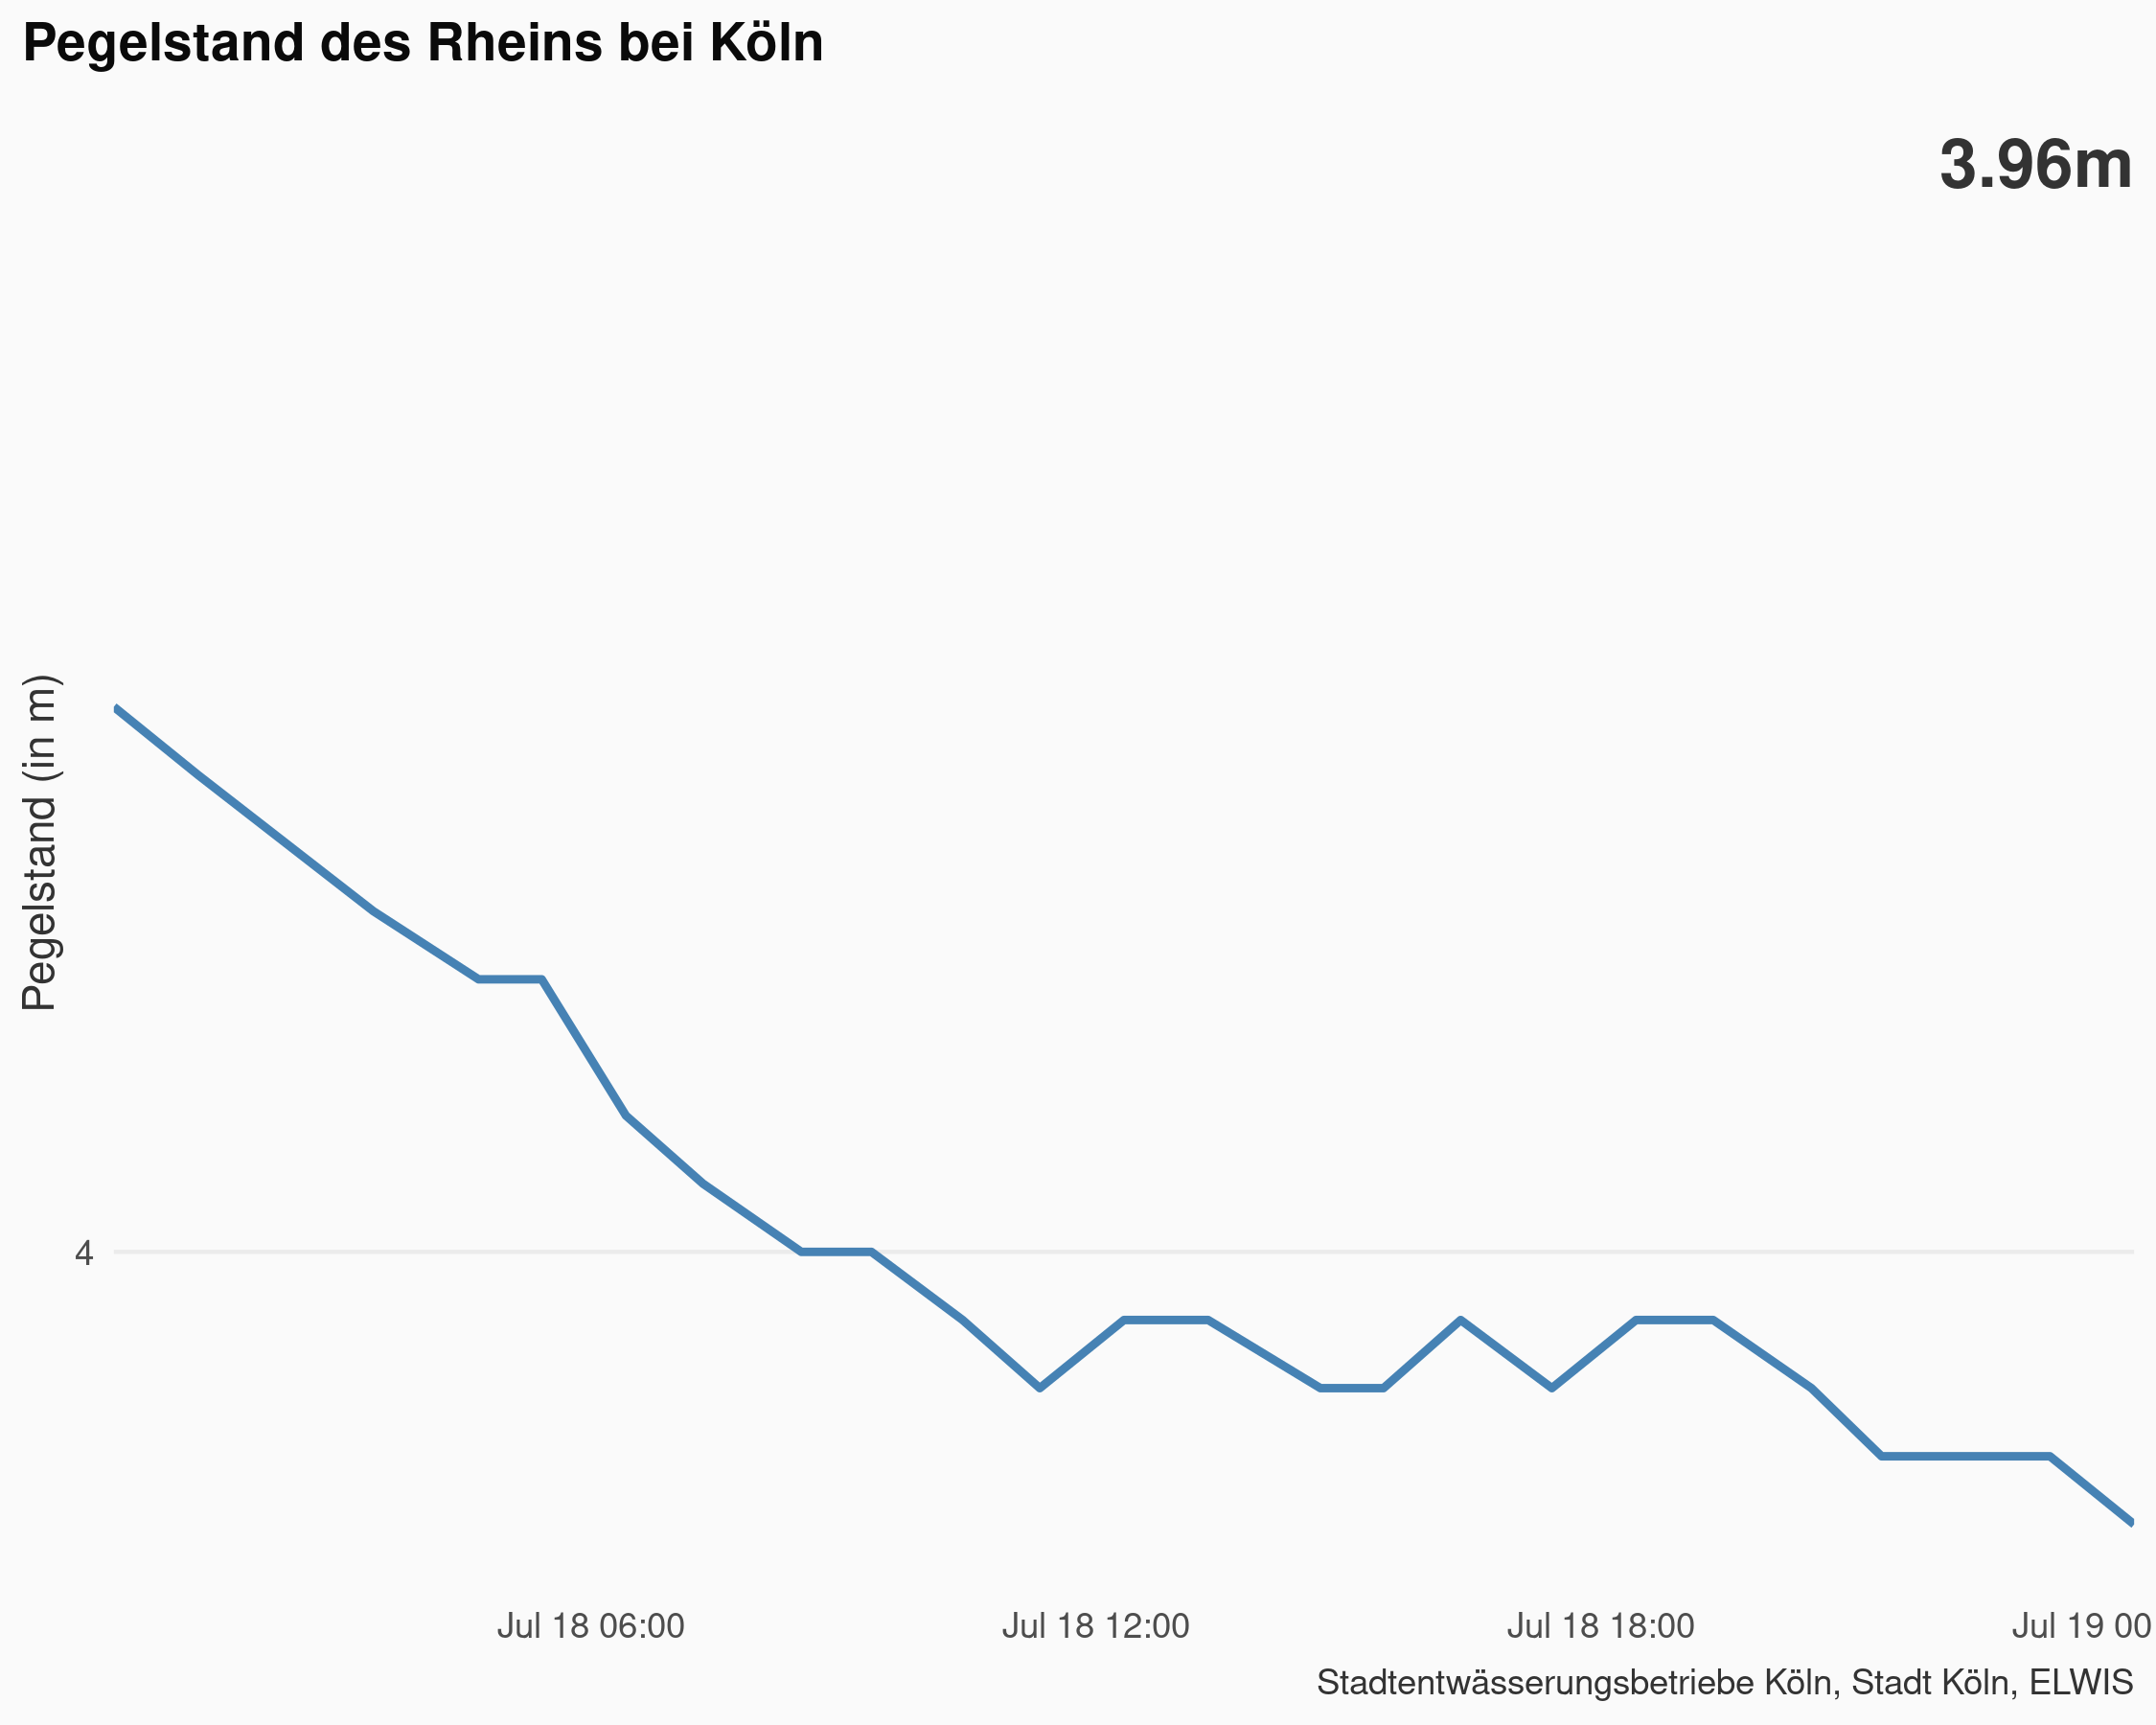 Pegelstand des Rheins bei Köln
3.96m
Pegelstand (in m)
4
Jul 18 06:00
Jul 18 12:00
Jul 18 18:00
Jul 19 00
Stadtentwässerungsbetriebe Köln, Stadt Köln, ELWIS